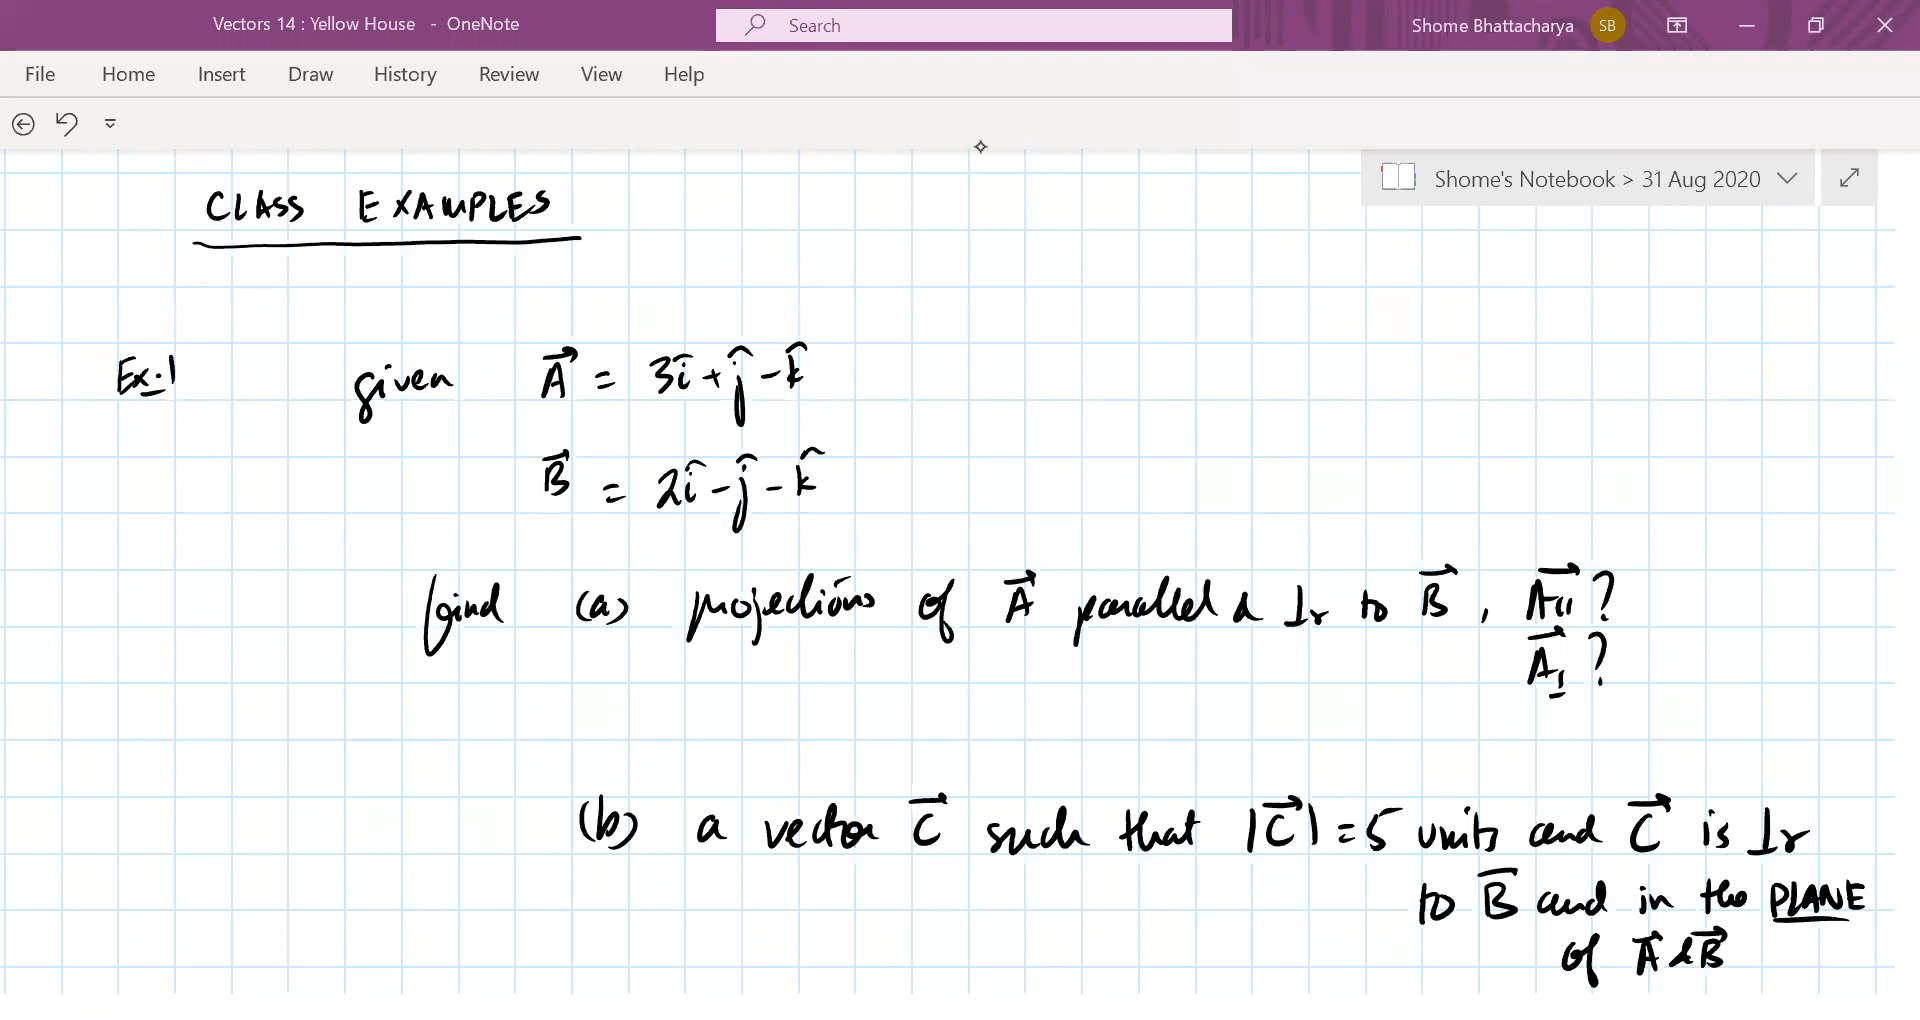 Vectors 14 : Yellow House - OneNote
Search
Shome Bhattacharya SB
File Home Insert Draw History Review View Help
Shome's Notebook > 31 Aug 2020
CLASS EXAMPLES
Ex.1 given A⃗ = 3î + ĵ - k̂
B⃗ = 2î - ĵ - k̂
find (a) projections of A⃗ parallel & ⊥r to B⃗, A⃗₁₁ ?
A⃗⊥ ?
(b) a vector C⃗ such that |C⃗| = 5 units and C⃗ is ⊥r
to B⃗ and in the PLANE
of A⃗ & B⃗